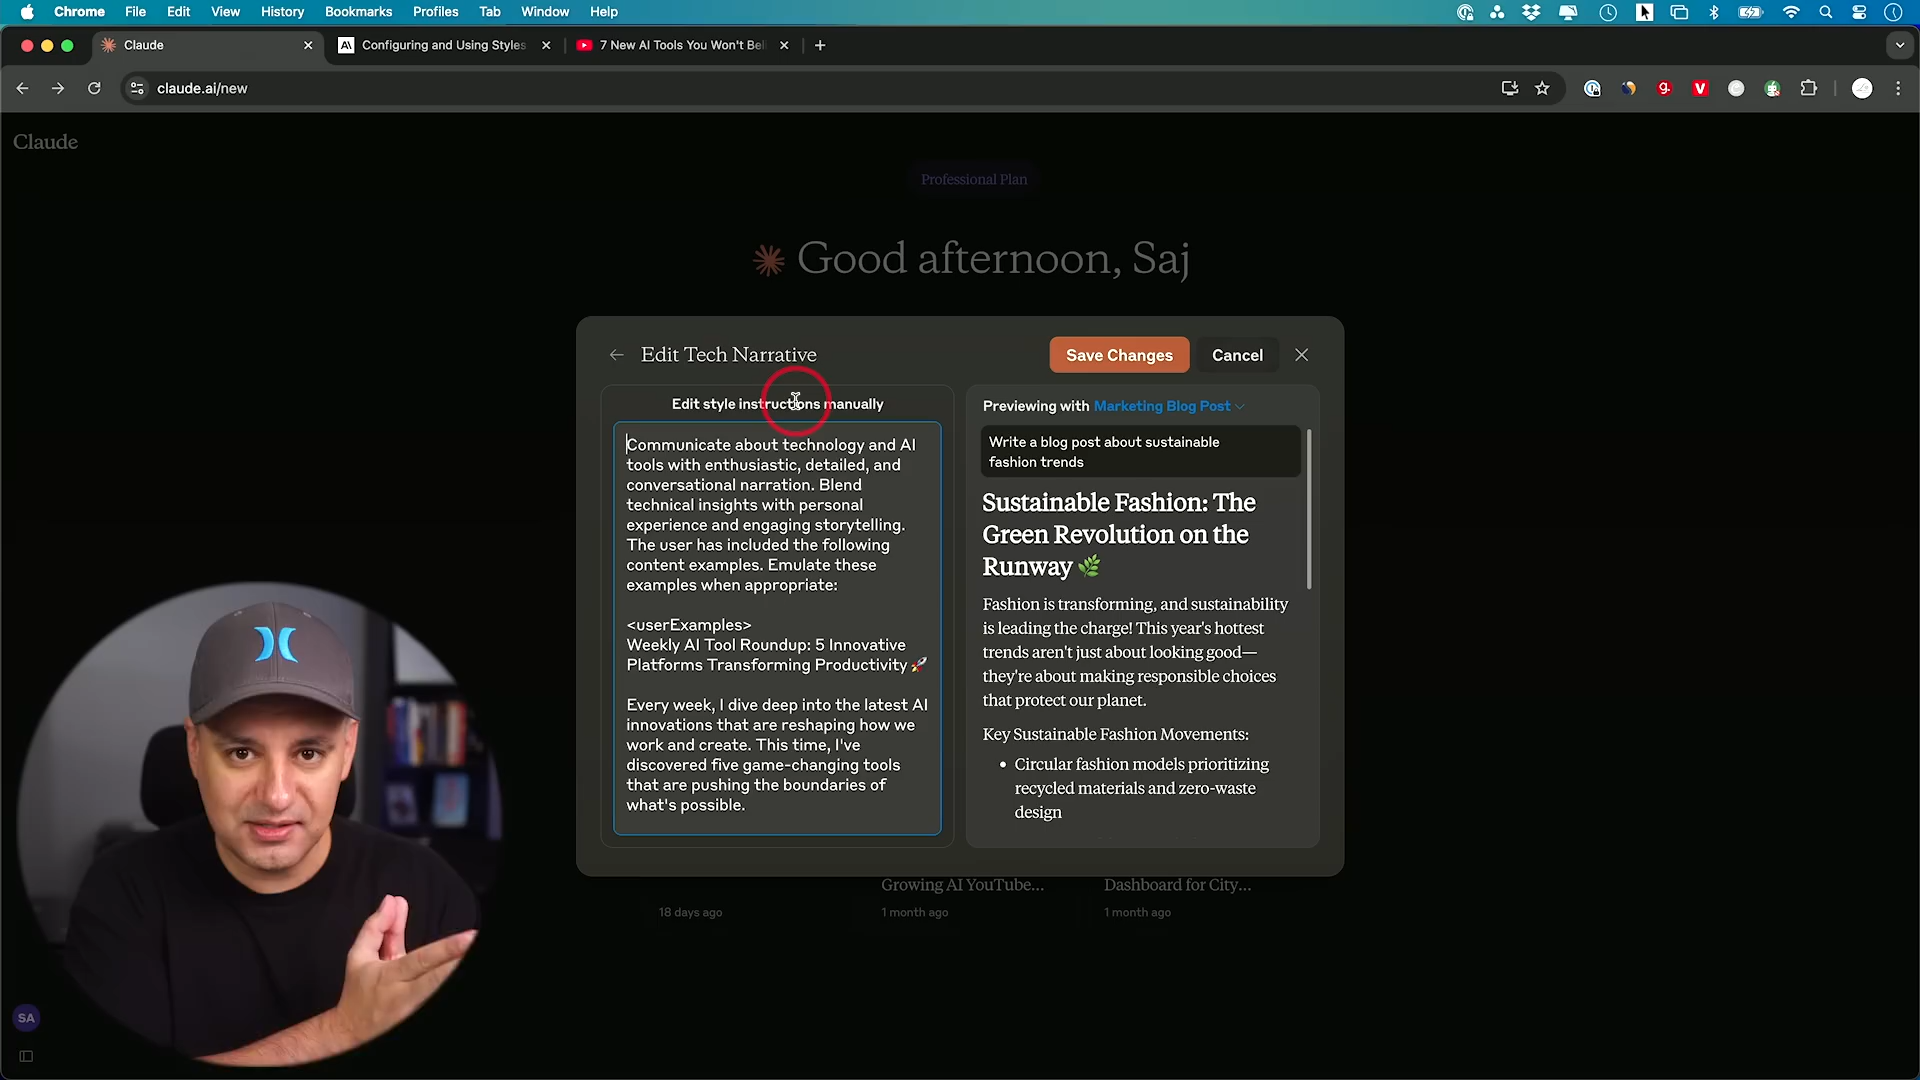 Chrome File Edit View History Bookmarks Profiles Tab Window Help
Claude
Configuring and Using Styles
7 New AI Tools You Won't Bel
claude.ai/new
Claude
Professional Plan
Good afternoon, Saj
Edit Tech Narrative
Save Changes
Cancel
Edit style instructions manually
Communicate about technology and AI
tools with enthusiastic, detailed, and
conversational narration. Blend
technical insights with personal
experience and engaging storytelling.
The user has included the following
content examples. Emulate these
examples when appropriate:
<userExamples>
Weekly AI Tool Roundup: 5 Innovative
Platforms Transforming Productivity 🚀
Every week, I dive deep into the latest AI
innovations that are reshaping how we
work and create. This time, I've
discovered five game-changing tools
that are pushing the boundaries of
what's possible.
Previewing with Marketing Blog Post
Write a blog post about sustainable
fashion trends
Sustainable Fashion: The
Green Revolution on the
Runway 🌿
Fashion is transforming, and sustainability
is leading the charge! This year's hottest
trends aren't just about looking good—
they're about making responsible choices
that protect our planet.
Key Sustainable Fashion Movements:
• Circular fashion models prioritizing
recycled materials and zero-waste
design
Growing AI YouTube...
Dashboard for City...
18 days ago
1 month ago
1 month ago
SA